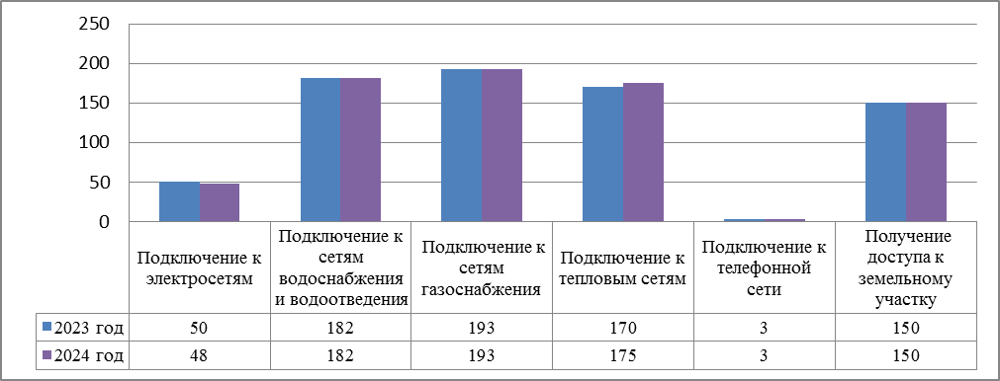 250
200
150
100
50
0
Подключение к
электросетям
Подключение к
сетям
водоснабжения
и водоотведения
Подключение к
сетям
газоснабжения
Подключение к
тепловым сетям
Подключение к
телефонной
сети
Получение
доступа к
земельному
участку
2023 год 50 182 193 170 3 150
2024 год 48 182 193 175 3 150